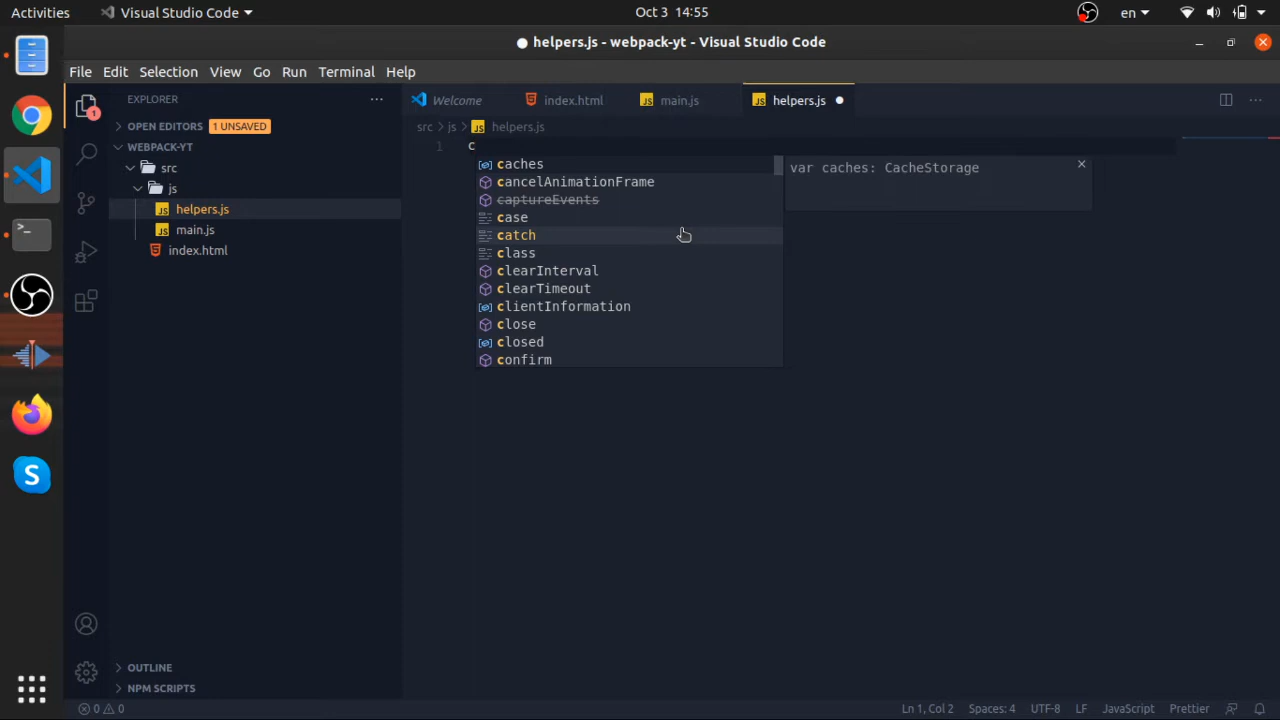 Activities
Visual Studio Code
Oct 3 14:55
en
helpers.js - webpack-yt - Visual Studio Code
File Edit Selection View Go Run Terminal Help
EXPLORER
Welcome
index.html
main.js
helpers.js
1
OPEN EDITORS
1 UNSAVED
src
js
helpers.js
WEBPACK-YT
1
c
src
js
helpers.js
main.js
index.html
caches
cancelAnimationFrame
captureEvents
case
catch
class
clearInterval
clearTimeout
clientInformation
close
closed
confirm
var caches: CacheStorage
OUTLINE
NPM SCRIPTS
0 0
Ln 1, Col 2
Spaces: 4
UTF-8
LF
JavaScript
Prettier